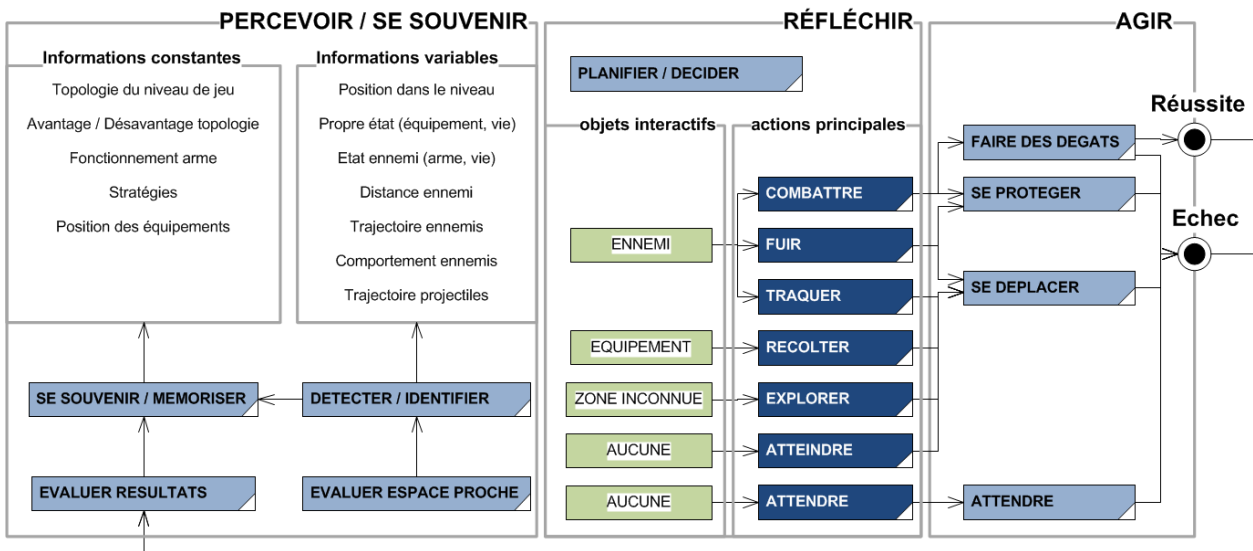 PERCEVOIR / SE SOUVENIR
Informations constantes
Topologie du niveau de jeu
Avantage / Désavantage topologie
Fonctionnement arme
Stratégies
Position des équipements
Informations variables
Position dans le niveau
Propre état (équipement, vie)
Etat ennemi (arme, vie)
Distance ennemi
Trajectoire ennemis
Comportement ennemis
Trajectoire projectiles
SE SOUVENIR / MEMORISER
DETECTER / IDENTIFIER
EVALUER RESULTATS
EVALUER ESPACE PROCHE
RÉFLÉCHIR
PLANIFIER / DECIDER
objets interactifs
actions principales
COMBATTRE
ENNEMI
FUIR
TRAQUER
EQUIPEMENT
RECOLTER
ZONE INCONNUE
EXPLORER
AUCUNE
ATTEINDRE
AUCUNE
ATTENDRE
AGIR
FAIRE DES DEGATS
SE PROTEGER
SE DEPLACER
ATTENDRE
Réussite
Echec